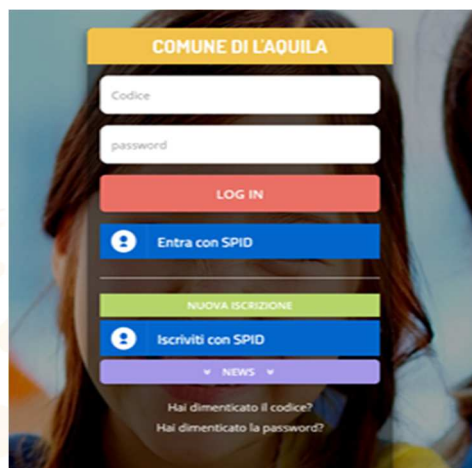 COMUNE DI L'AQUILA
Codice
password
LOG IN
Entra con SPID
NUOVA ISCRIZIONE
Iscriviti con SPID
NEWS
Hai dimenticato il codice?
Hai dimenticato la password?